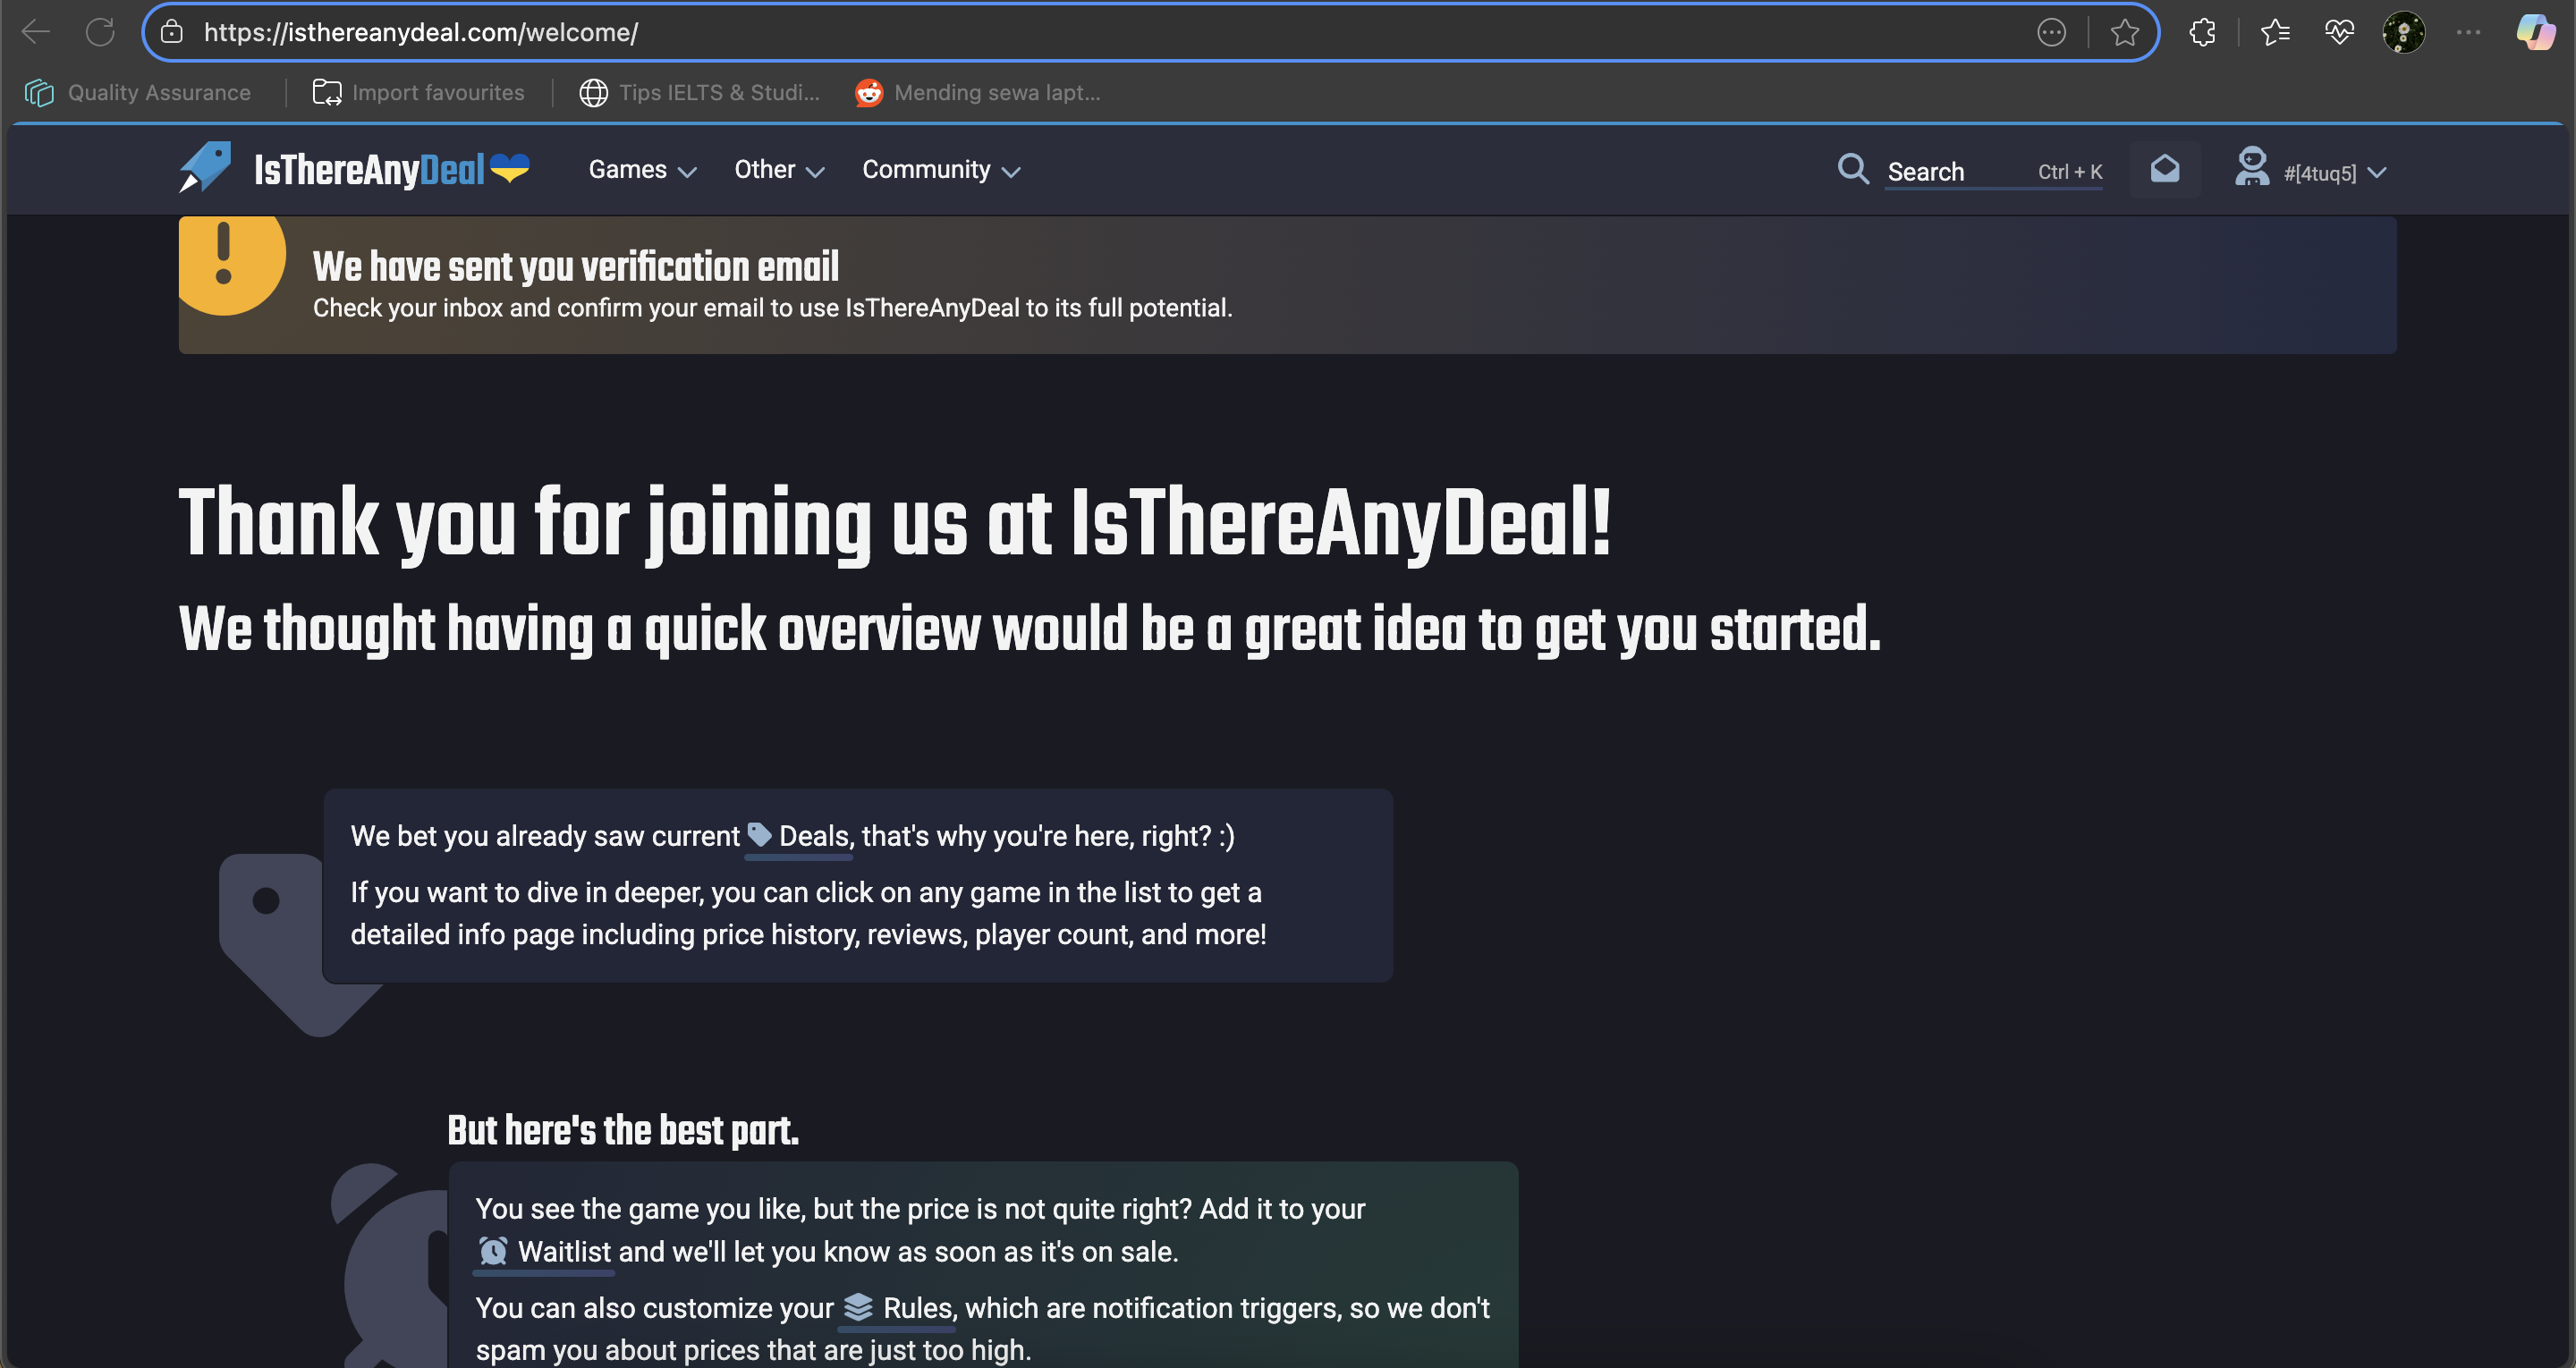 https://isthereanydeal.com/welcome/
Quality Assurance
Import favourites
Tips IELTS & Studi...
Mending sewa lapt...
IsThereAnyDeal
Games
Other
Community
Search
Ctrl + K
#[4tuq5]
We have sent you verification email
Check your inbox and confirm your email to use IsThereAnyDeal to its full potential.
Thank you for joining us at IsThereAnyDeal!
We thought having a quick overview would be a great idea to get you started.
We bet you already saw current Deals, that's why you're here, right? :)
If you want to dive in deeper, you can click on any game in the list to get a
detailed info page including price history, reviews, player count, and more!
But here's the best part.
You see the game you like, but the price is not quite right? Add it to your
Waitlist and we'll let you know as soon as it's on sale.
You can also customize your Rules, which are notification triggers, so we don't
spam you about prices that are just too high.